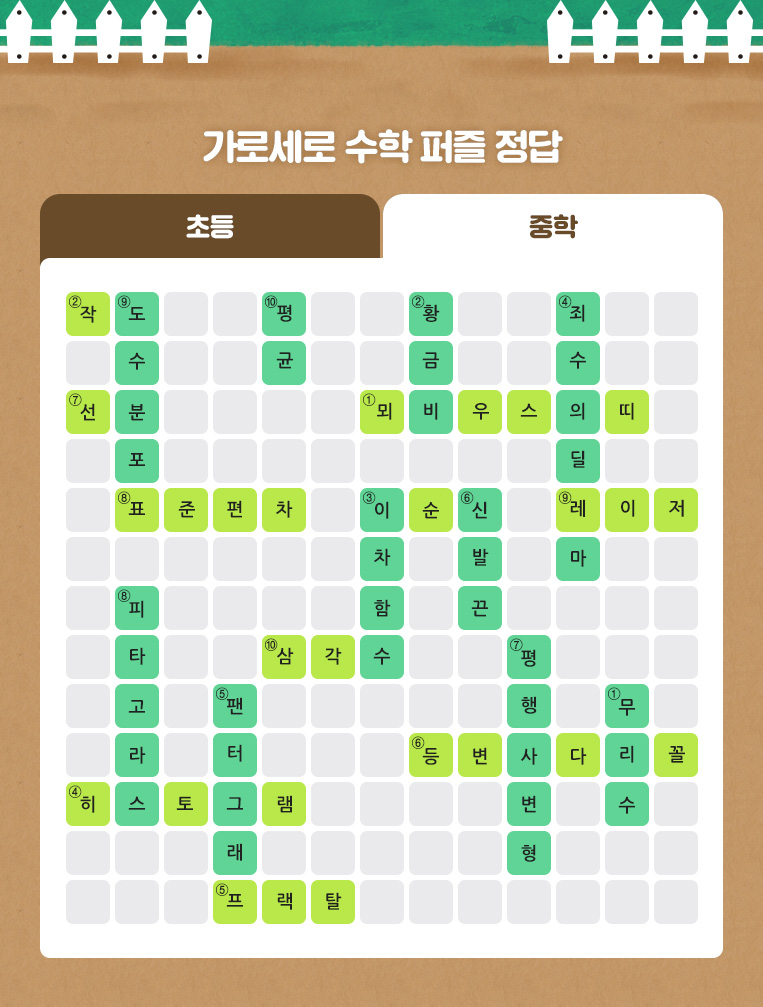 가로세로 수학 퍼즐 정답
초등 중학
②작 ⑨도 ⑩평 ②황 ④죄
수 균 금 수
⑦선 분 ①뫼 비 우 스 의 띠
포 딜
⑧표 준 편 차 ③이 순 ⑥신 ⑨레 이 저
차 발 마
⑧피 함 끈
타 ⑩삼 각 수 ⑦평
고 ⑤팬 행 ①무
라 터 ⑥등 변 사 다 리 꼴
④히 스 토 그 램 변 수
래 형
⑤프 랙 탈